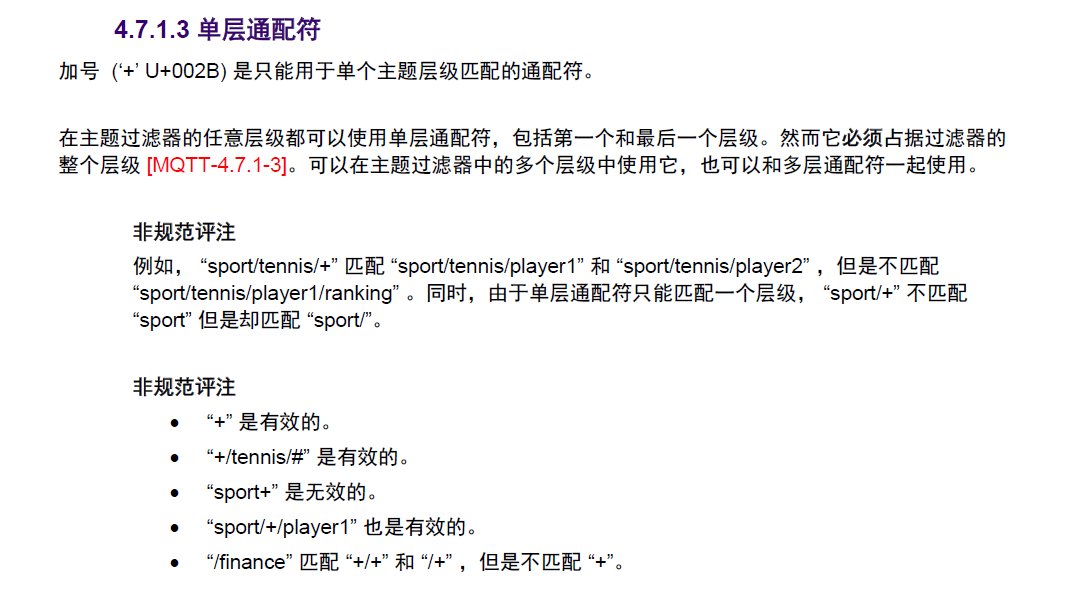 4.7.1.3 单层通配符
加号 (‘+’ U+002B) 是只能用于单个主题层级匹配的通配符。
在主题过滤器的任意层级都可以使用单层通配符，包括第一个和最后一个层级。然而它必须占据过滤器的
整个层级 [MQTT-4.7.1-3]。可以在主题过滤器中的多个层级中使用它，也可以和多层通配符一起使用。
非规范评注
例如， “sport/tennis/+” 匹配 “sport/tennis/player1” 和 “sport/tennis/player2” ，但是不匹配
“sport/tennis/player1/ranking” 。同时，由于单层通配符只能匹配一个层级， “sport/+” 不匹配
“sport” 但是却匹配 “sport/”。
非规范评注
• “+” 是有效的。
• “+/tennis/#” 是有效的。
• “sport+” 是无效的。
• “sport/+/player1” 也是有效的。
• “/finance” 匹配 “+/+” 和 “/+” ，但是不匹配 “+”。